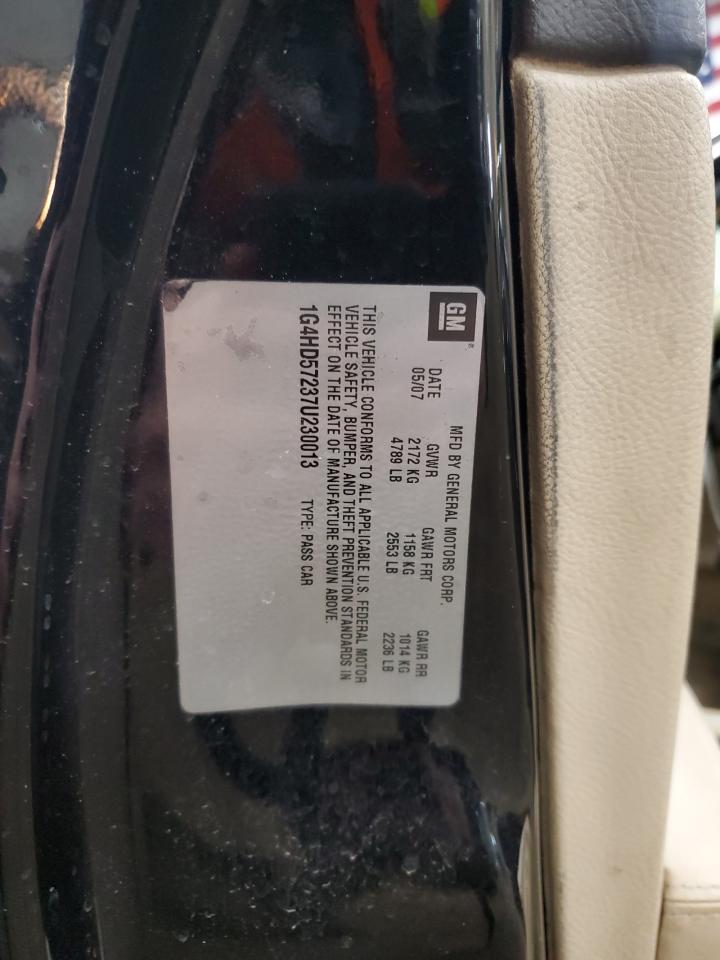 GM
MFD BY GENERAL MOTORS CORP.
DATE GVWR GAWR FRT GAWR RR
05/07 2172 KG 1158 KG 1014 KG
4789 LB 2553 LB 2236 LB
THIS VEHICLE CONFORMS TO ALL APPLICABLE U.S. FEDERAL MOTOR
VEHICLE SAFETY, BUMPER, AND THEFT PREVENTION STANDARDS IN
EFFECT ON THE DATE OF MANUFACTURE SHOWN ABOVE.
1G4HD57237U230013 TYPE: PASS CAR